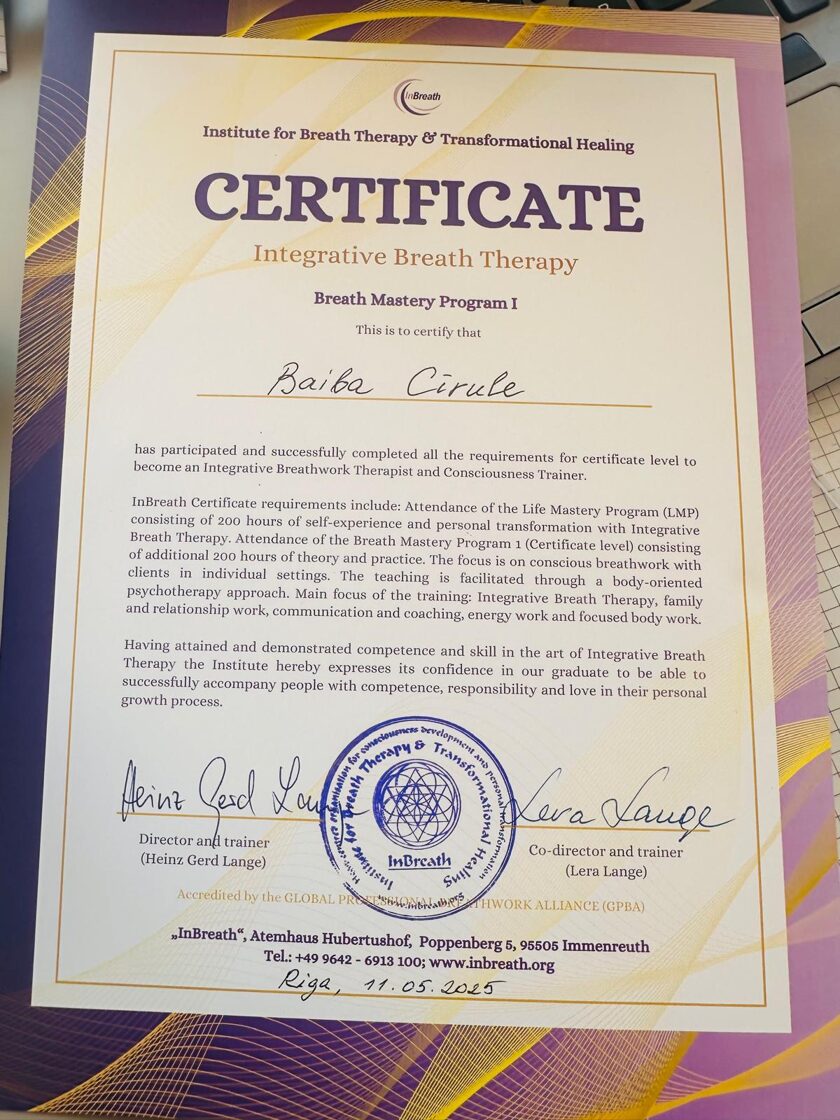 InBreath
Institute for Breath Therapy & Transformational Healing
CERTIFICATE
Integrative Breath Therapy
Breath Mastery Program I
This is to certify that
Baiba Cirule
has participated and successfully completed all the requirements for certificate level to
become an Integrative Breathwork Therapist and Consciousness Trainer.
InBreath Certificate requirements include: Attendance of the Life Mastery Program (LMP)
consisting of 200 hours of self-experience and personal transformation with Integrative
Breath Therapy. Attendance of the Breath Mastery Program 1 (Certificate level) consisting
of additional 200 hours of theory and practice. The focus is on conscious breathwork with
clients in individual settings. The teaching is facilitated through a body-oriented
psychotherapy approach. Main focus of the training: Integrative Breath Therapy, family
and relationship work, communication and coaching, energy work and focused body work.
Having attained and demonstrated competence and skill in the art of Integrative Breath
Therapy the Institute hereby expresses its confidence in our graduate to be able to
successfully accompany people with competence, responsibility and love in their personal
growth process.
Heinz Gerd Lange
Lera Lange
organisation for consciousness development and personal transformation
Institute for Breath Therapy & Transformational Healing
InBreath
www.inbreath.org
Director and trainer
(Heinz Gerd Lange)
Co-director and trainer
(Lera Lange)
Accredited by the GLOBAL PROFESSIONAL BREATHWORK ALLIANCE (GPBA)
„InBreath“, Atemhaus Hubertushof, Poppenberg 5, 95505 Immenreuth
Tel.: +49 9642 - 6913 100; www.inbreath.org
Riga, 11.05.2025